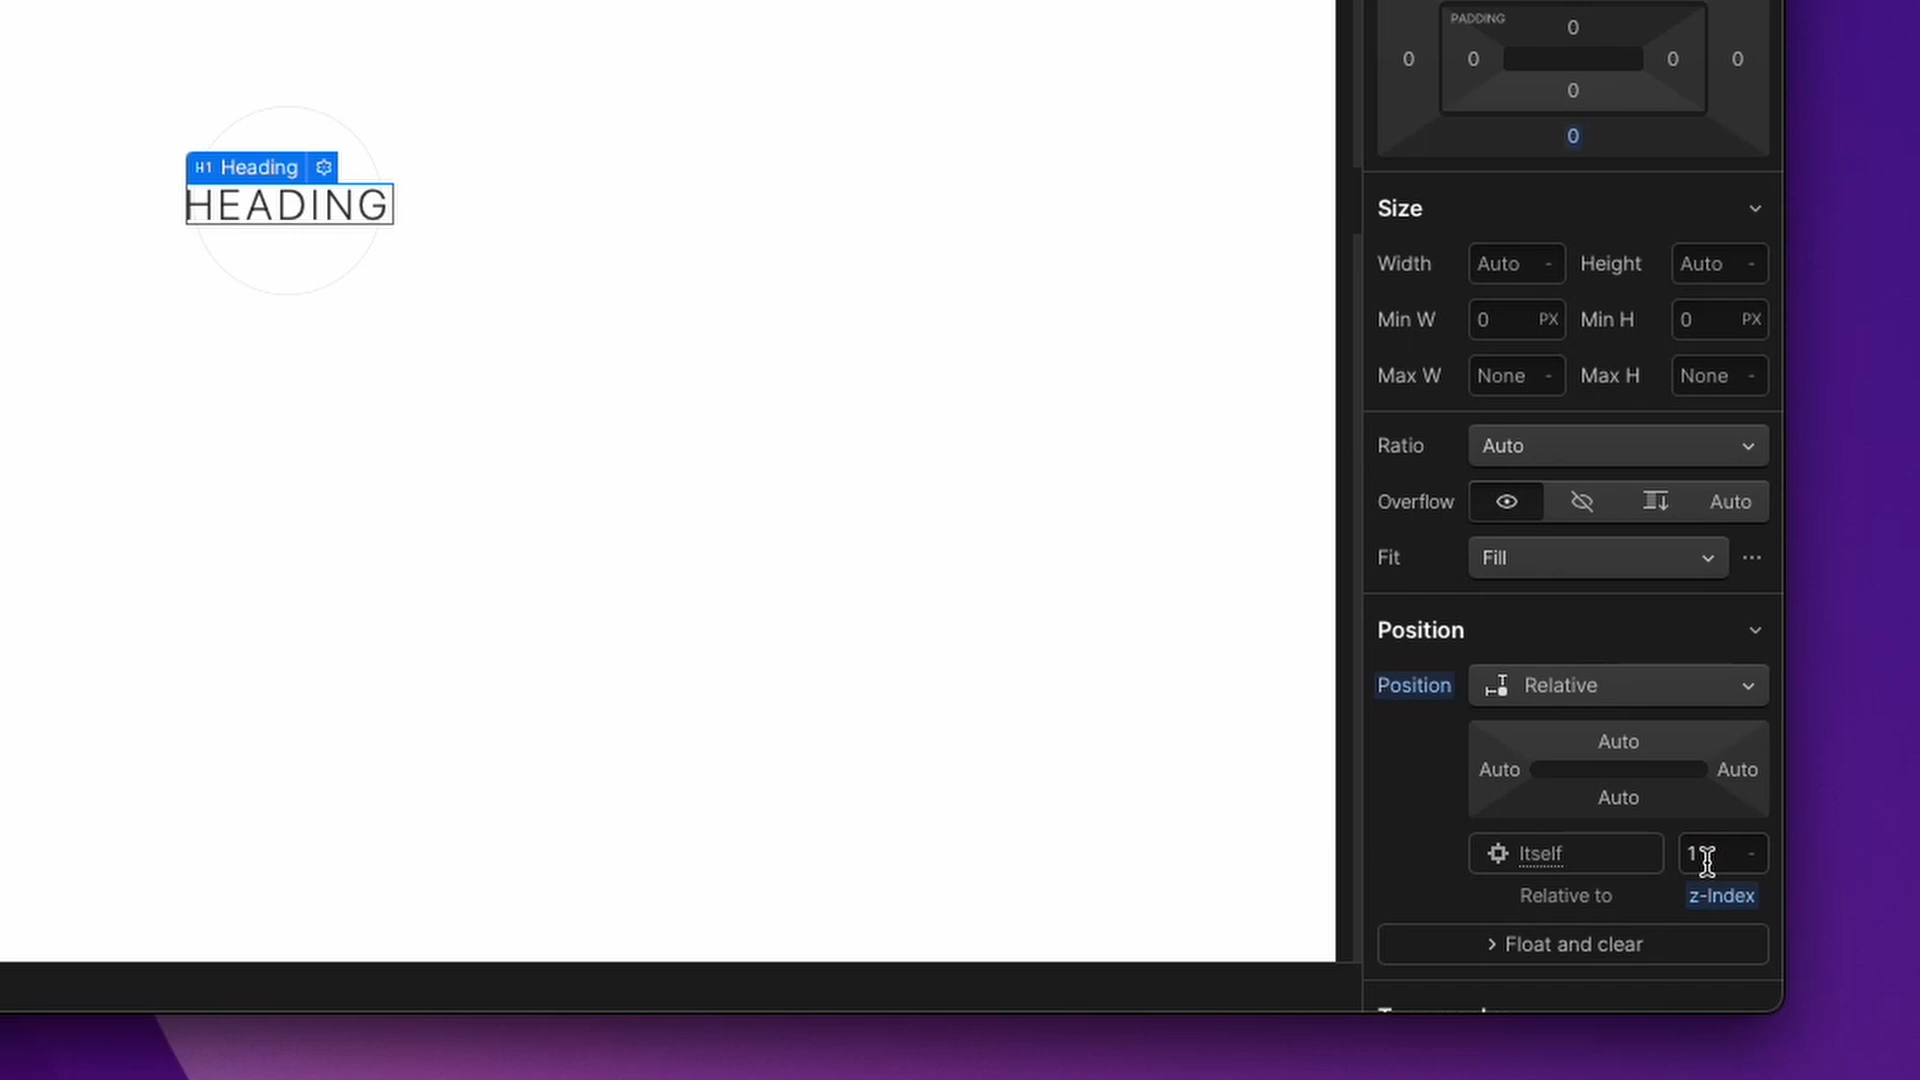 PADDING
0
0 0 0 0
0
0
H1 Heading
HEADING
Size
Width Auto - Height Auto -
Min W 0 PX Min H 0 PX
Max W None - Max H None -
Ratio Auto
Overflow Auto
Fit Fill
Position
Position Relative
Auto
Auto Auto
Auto
Itself 1 -
Relative to z-Index
Float and clear